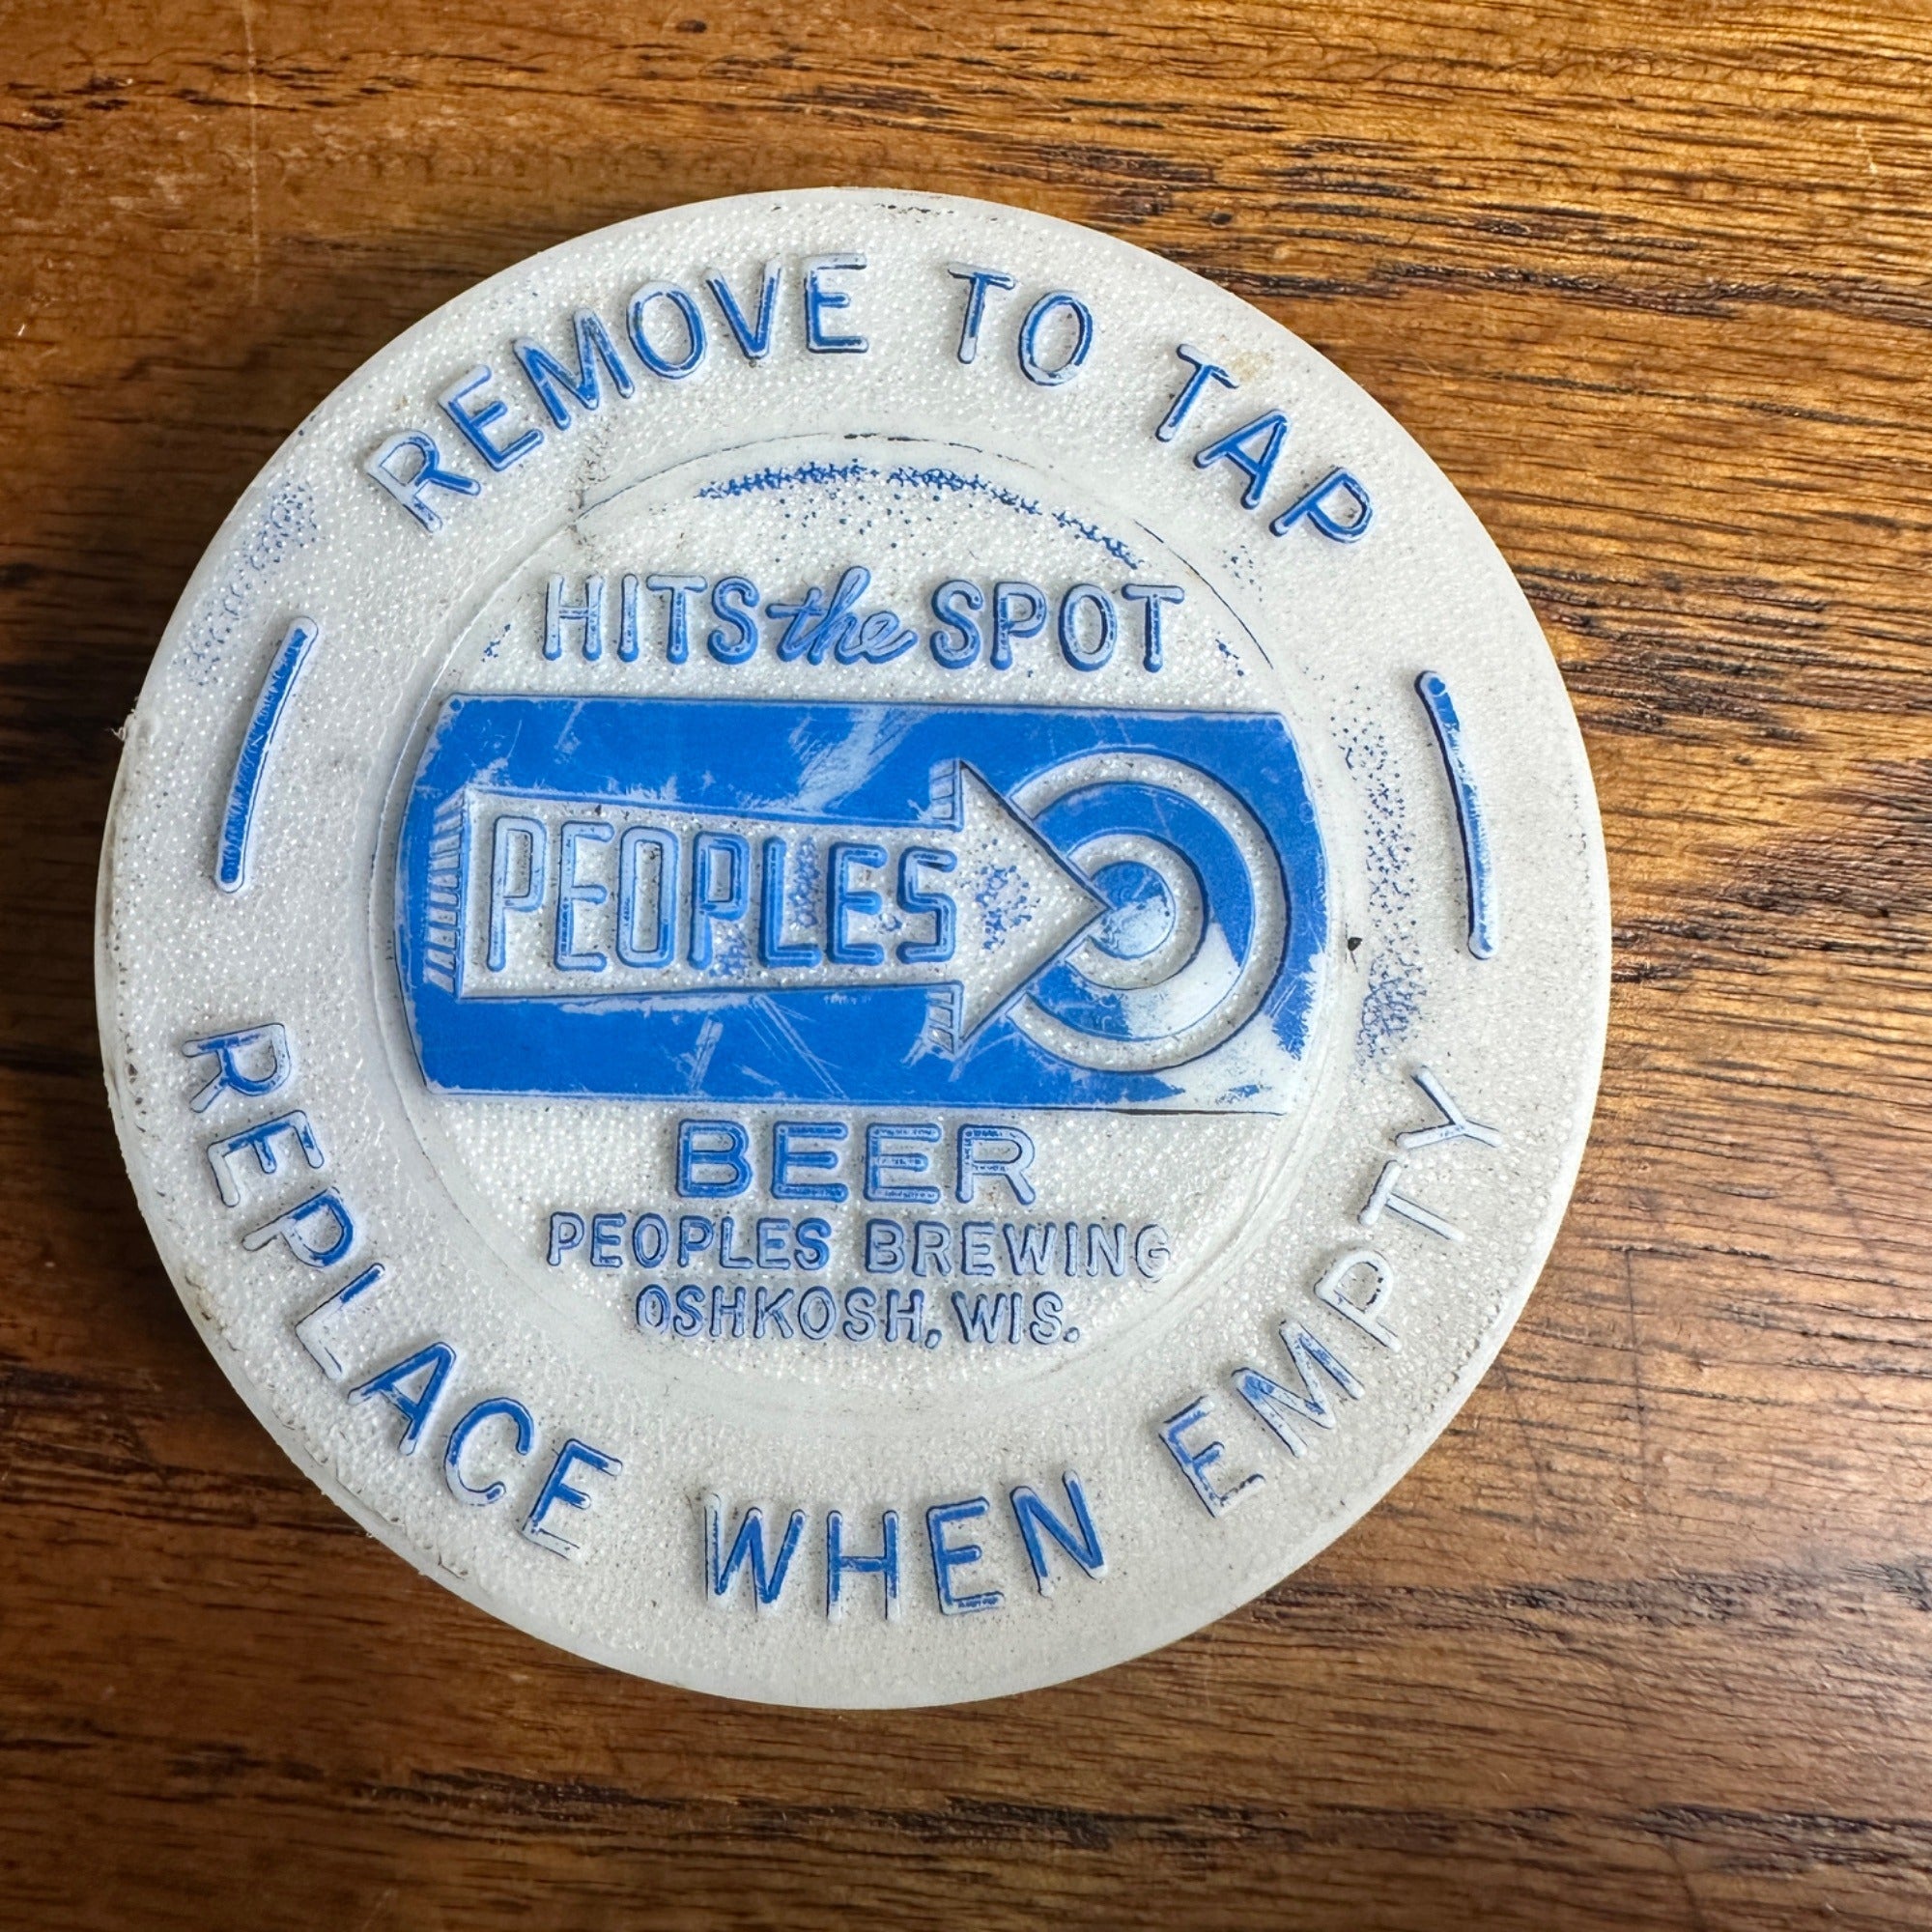 REMOVE TO TAP
HITS the SPOT
PEOPLES
BEER
PEOPLES BREWING
OSHKOSH, WIS.
REPLACE WHEN EMPTY